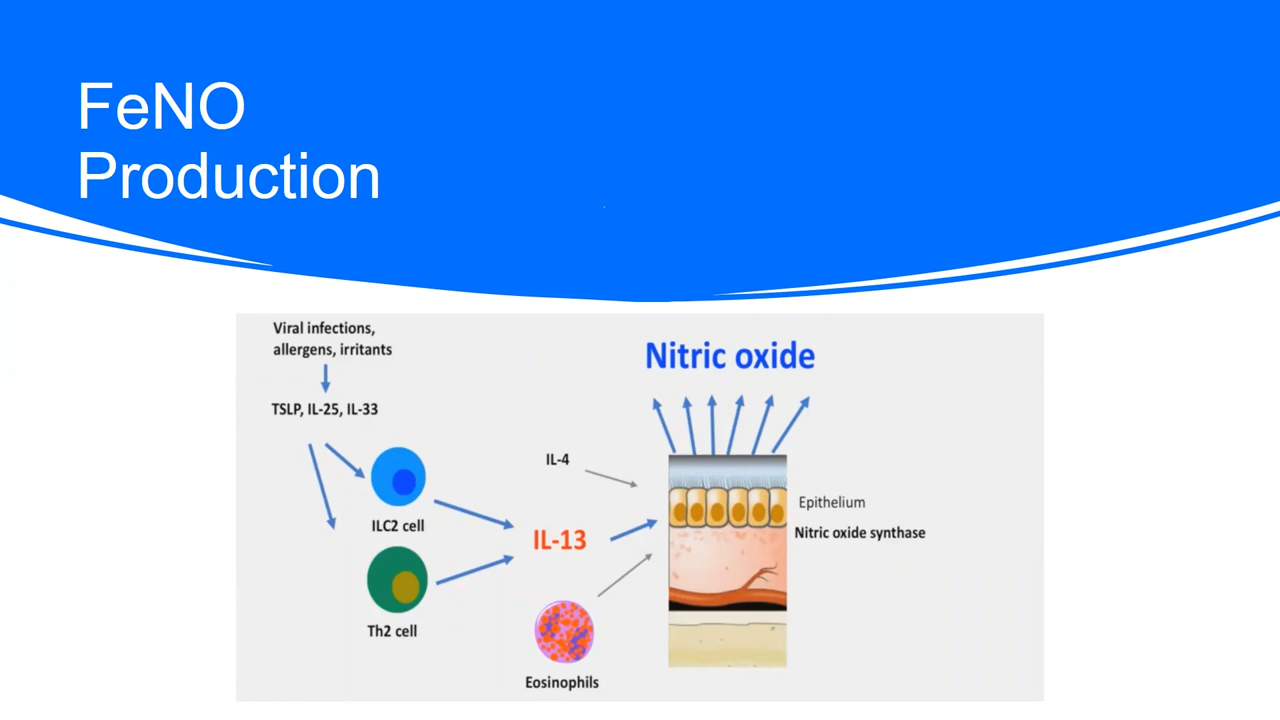 FeNO
Production
Viral infections,
allergens, irritants
TSLP, IL-25, IL-33
ILC2 cell
Th2 cell
IL-4
IL-13
Eosinophils
Nitric oxide
Epithelium
Nitric oxide synthase